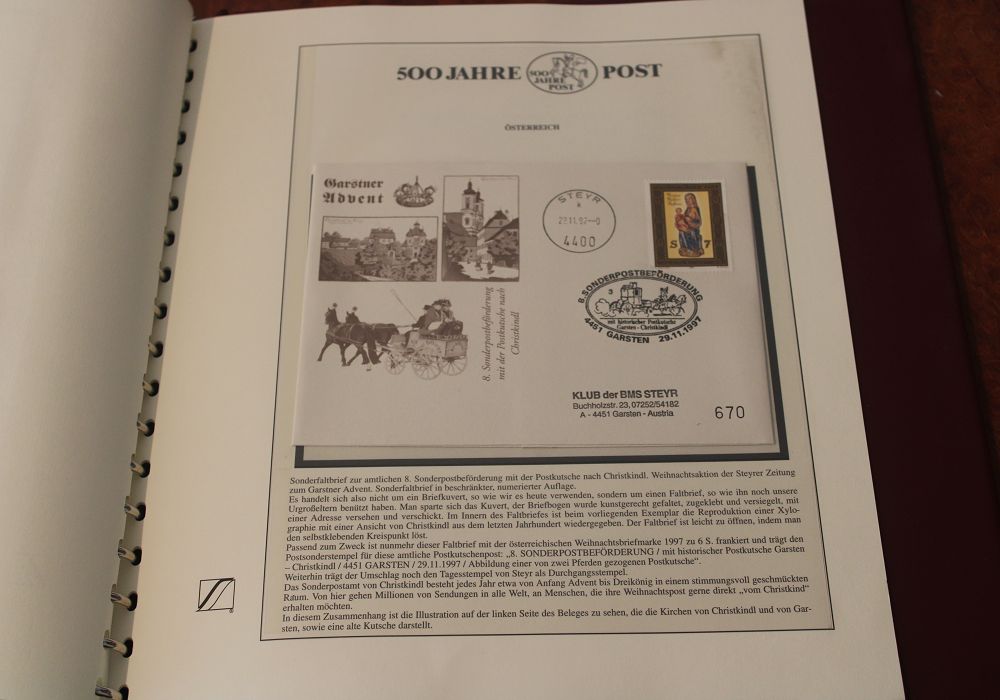 500 JAHRE POST
500
JAHRE
POST
ÖSTERREICH
Garstner
Advent
8. Sonderpostbeförderung
mit der Postkutsche nach
Christkindl
STEYR
4400
S 7
8. SONDERPOSTBEFÖRDERUNG
mit historischer Postkutsche
Garsten - Christkindl
4451 GARSTEN 29.11.1997
KLUB der BMS STEYR
Buchholzstr. 23, 07252/54182
A - 4451 Garsten - Austria
670
Sonderfaltbrief zur amtlichen 8. Sonderpostbeförderung mit der Postkutsche nach Christkindl. Weihnachtsaktion der Steyrer Zeitung
zum Garstner Advent. Sonderfaltbrief in beschränkter, numerierter Auflage.
Es handelt sich also nicht um ein Briefkuvert, so wie wir es heute verwenden, sondern um einen Faltbrief, so wie ihn noch unsere
Urgroßeltern benützt haben. Man sparte sich das Kuvert, der Briefbogen wurde kunstgerecht gefaltet, zugeklebt und versiegelt, mit
einer Adresse versehen und verschickt. Im Innern des Faltbriefes ist beim vorliegenden Exemplar die Reproduktion einer Xylo-
graphie mit einer Ansicht von Christkindl aus dem letzten Jahrhundert wiedergegeben. Der Faltbrief ist leicht zu öffnen, indem man
den selbstklebenden Kreispunkt löst.
Passend zum Zweck ist nunmehr dieser Faltbrief mit der österreichischen Weihnachtsbriefmarke 1997 zu 6 S. frankiert und trägt den
Postsonderstempel für diese amtliche Postkutschenpost: „8. SONDERPOSTBEFÖRDERUNG / mit historischer Postkutsche Garsten
– Christkindl / 4451 GARSTEN / 29.11.1997 / Abbildung einer von zwei Pferden gezogenen Postkutsche“.
Weiterhin trägt der Umschlag noch den Tagesstempel von Steyr als Durchgangsstempel.
Das Sonderpostamt von Christkindl besteht jedes Jahr etwa von Anfang Advent bis Dreikönig in einem stimmungsvoll geschmückten
Raum. Von hier gehen Millionen von Sendungen in alle Welt, an Menschen, die ihre Weihnachtspost gerne direkt „vom Christkind“
erhalten möchten.
In diesem Zusammenhang ist die Illustration auf der linken Seite des Beleges zu sehen, die die Kirchen von Christkindl und von Gar-
sten, sowie eine alte Kutsche darstellt.